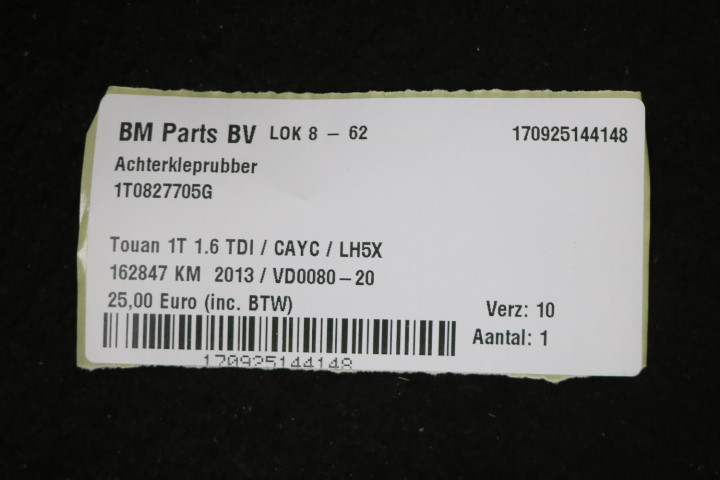 BM Parts BV LOK 8 - 62 170925144148
Achterkleprubber
1T0827705G
Touan 1T 1.6 TDI / CAYC / LH5X
162847 KM 2013 / VD0080-20
25,00 Euro (inc. BTW)
Verz: 10
Aantal: 1
170925144148